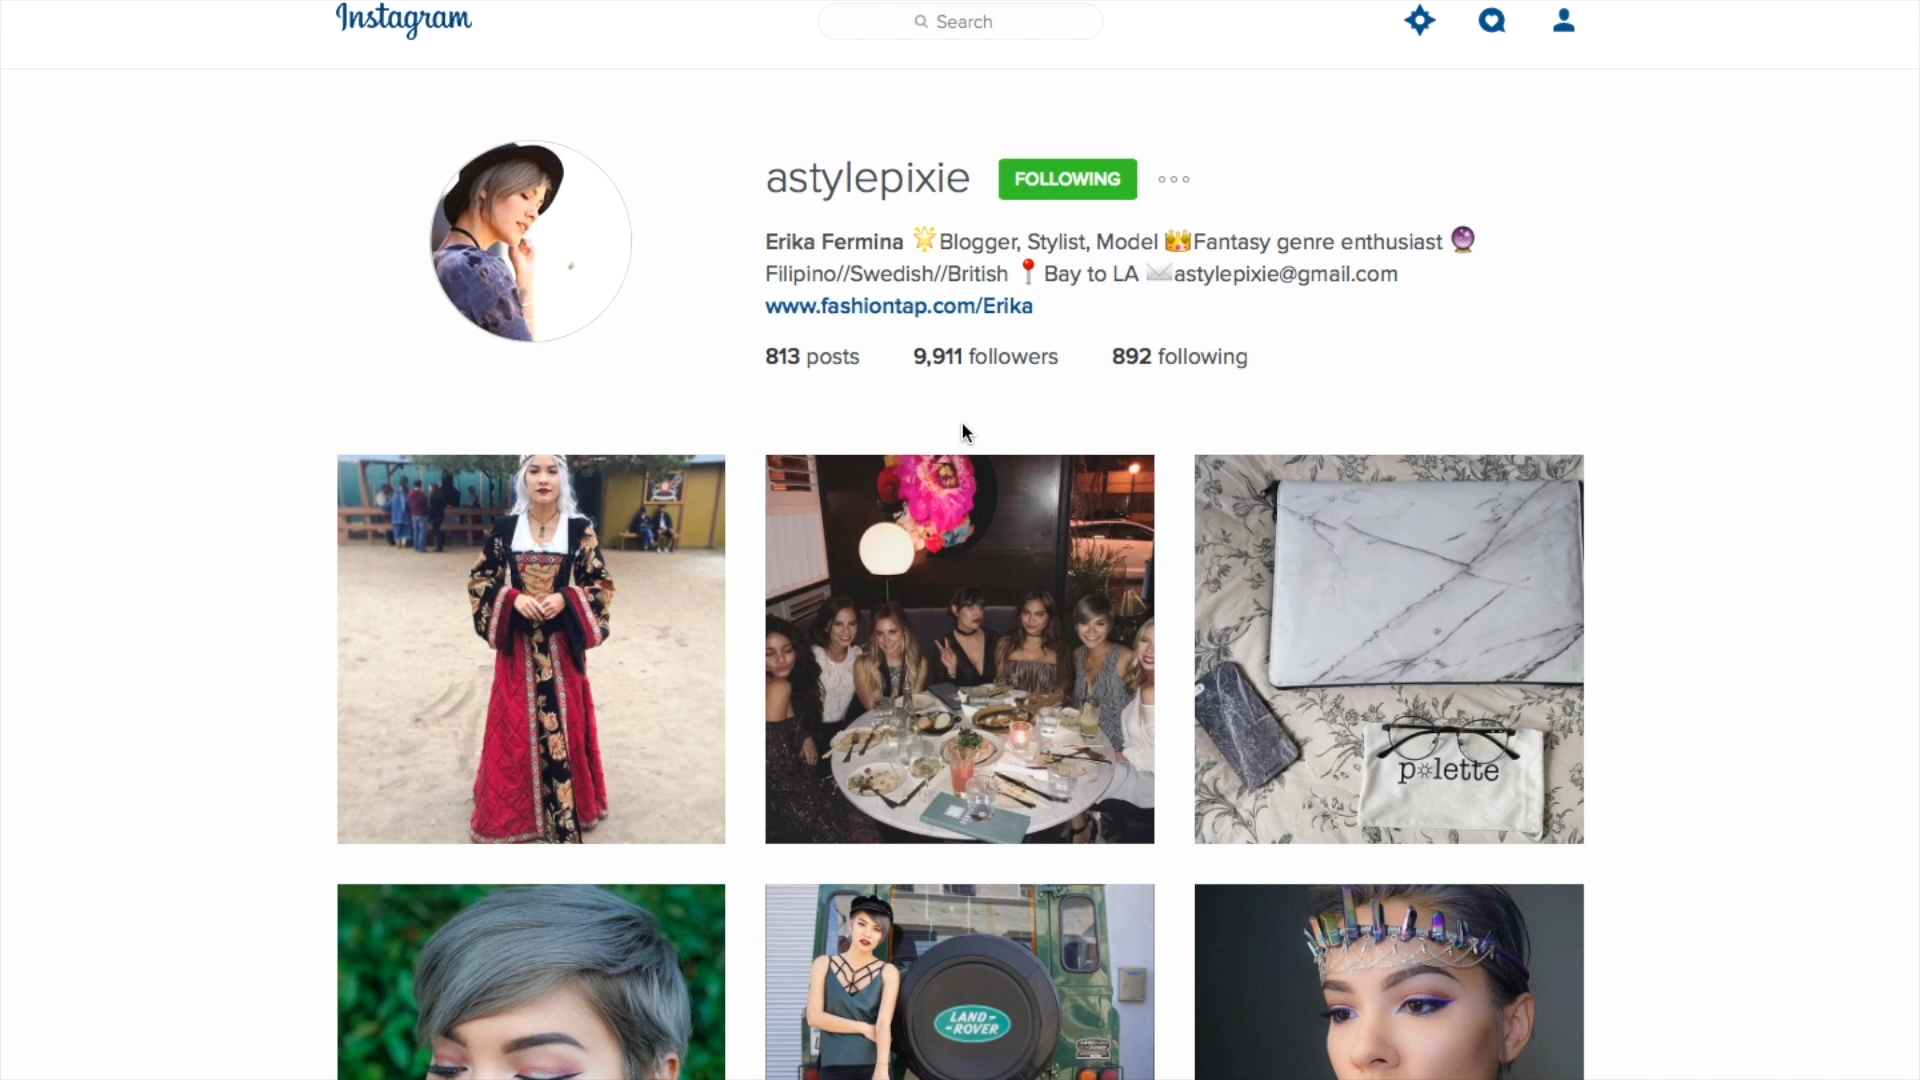 Instagram
Search
astylepixie FOLLOWING
Erika Fermina 🌟Blogger, Stylist, Model 👑Fantasy genre enthusiast 🔮
Filipino//Swedish//British 📍 Bay to LA ✉️astylepixie@gmail.com
www.fashiontap.com/Erika
813 posts 9,911 followers 892 following
palette
LAND-
-ROVER